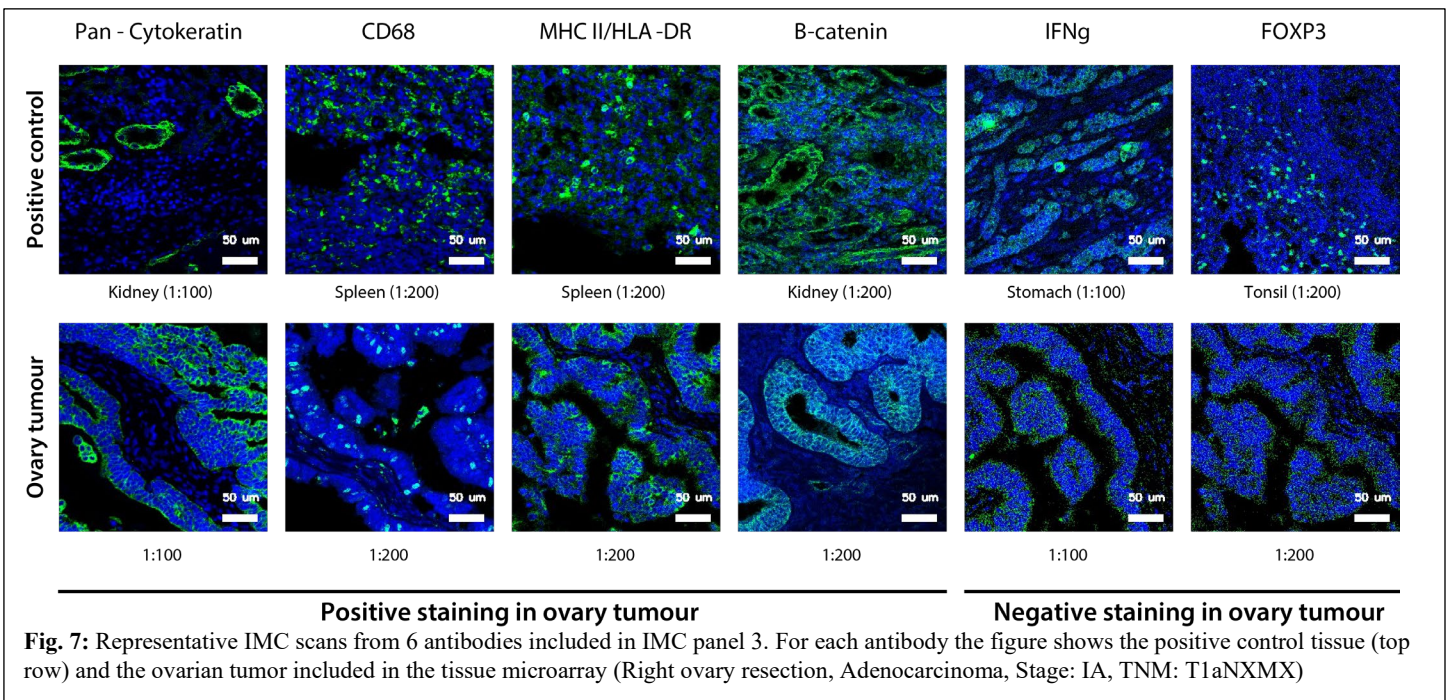 Pan - Cytokeratin CD68 MHC II/HLA -DR B-catenin IFNg FOXP3
Positive control
50 um 50 um 50 um 50 um 50 um 50 um
Kidney (1:100) Spleen (1:200) Spleen (1:200) Kidney (1:200) Stomach (1:100) Tonsil (1:200)
Ovary tumour
50 um 50 um 50 um 50 um 50 um 50 um
1:100 1:200 1:200 1:200 1:100 1:200
Positive staining in ovary tumour Negative staining in ovary tumour
Fig. 7: Representative IMC scans from 6 antibodies included in IMC panel 3. For each antibody the figure shows the positive control tissue (top
row) and the ovarian tumor included in the tissue microarray (Right ovary resection, Adenocarcinoma, Stage: IA, TNM: T1aNXMX)